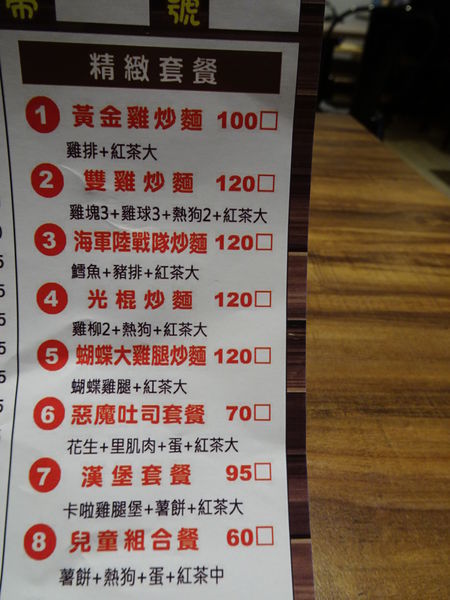 號
精緻套餐
1 黃金雞炒麵 100□
雞排+紅茶大
2 雙雞炒麵 120□
雞塊3+雞球3+熱狗2+紅茶大
3 海軍陸戰隊炒麵 120□
鱈魚+豬排+紅茶大
4 光棍炒麵 120□
雞柳2+熱狗+紅茶大
5 蝴蝶大雞腿炒麵 120□
蝴蝶雞腿+紅茶大
6 惡魔吐司套餐 70□
花生+里肌肉+蛋+紅茶大
7 漢堡套餐 95□
卡啦雞腿堡+薯餅+紅茶大
8 兒童組合餐 60□
薯餅+熱狗+蛋+紅茶中